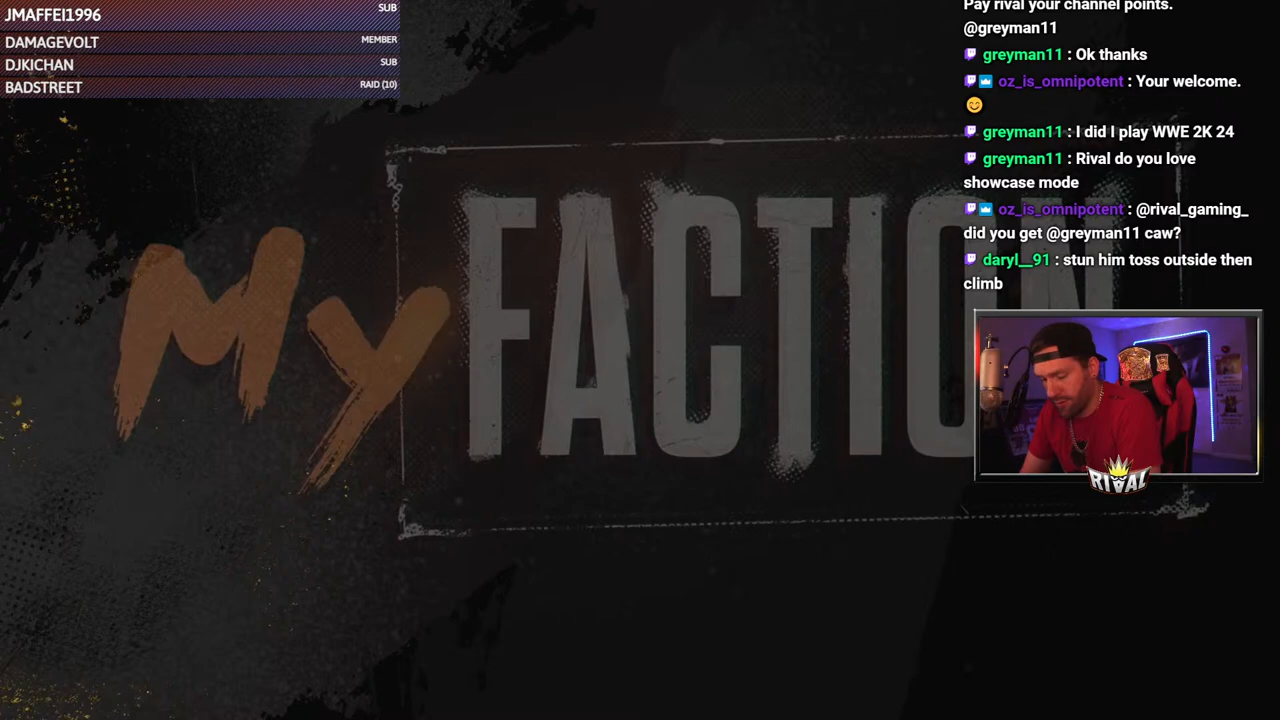 JMAFFEI1996 SUB
DAMAGEVOLT MEMBER
DJKICHAN SUB
BADSTREET RAID (10)
My FACTION
Pay rival your channel points.
@greyman11
greyman11 : Ok thanks
oz_is_omnipotent : Your welcome.
😊
greyman11 : I did I play WWE 2K 24
greyman11 : Rival do you love
showcase mode
oz_is_omnipotent : @rival_gaming_
did you get @greyman11 caw?
daryl__91 : stun him toss outside then
climb
RIVAL